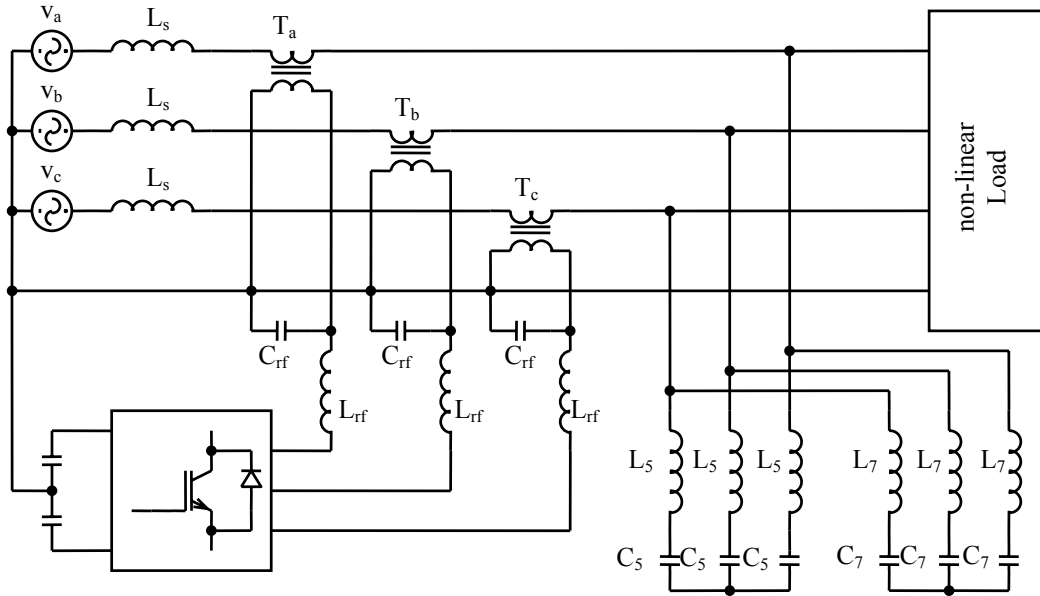 v_a
L_s
T_a
v_b
L_s
T_b
v_c
L_s
T_c
non-linear
Load
C_rf
C_rf
C_rf
L_rf
L_rf
L_rf
L_5
L_5
L_5
L_7
L_7
L_7
C_5
C_5
C_5
C_7
C_7
C_7